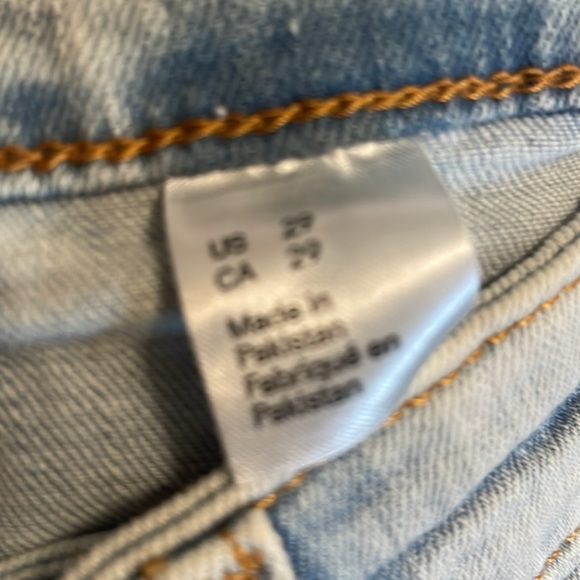 US 29
CA 29
Made in
Pakistan
Fabriqué en
Pakistan